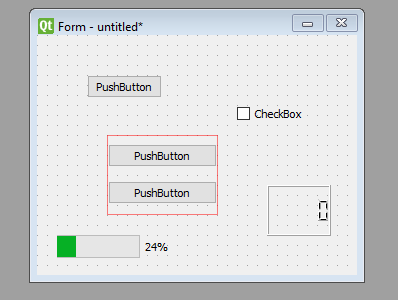 Qt Form - untitled*
PushButton
CheckBox
PushButton
PushButton
0
24%